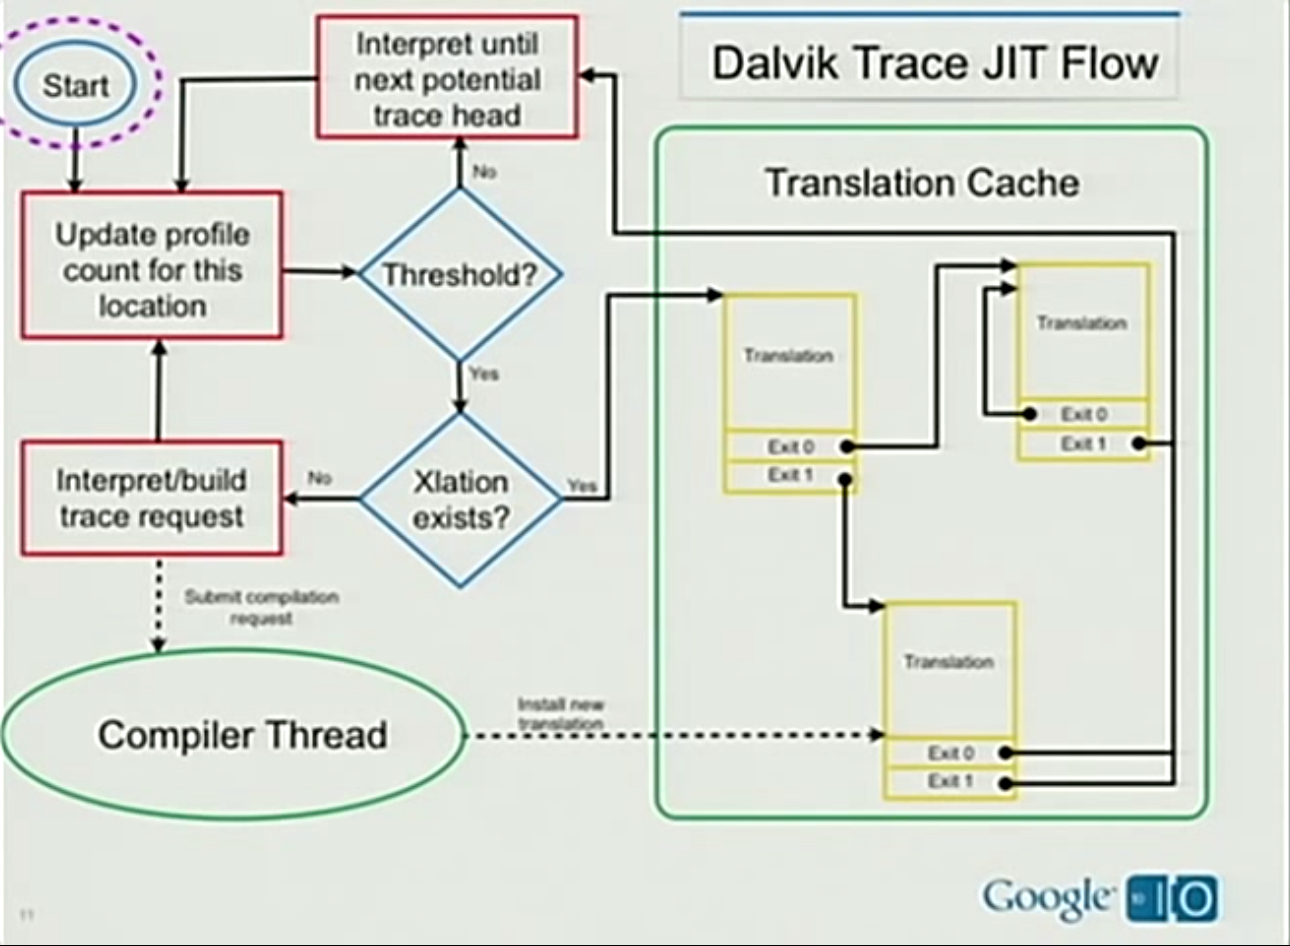 Dalvik Trace JIT Flow
Start
Interpret until
next potential
trace head
No
Update profile
count for this
location
Threshold?
Yes
Interpret/build
trace request
No
Xlation
exists?
Yes
Submit compilation
request
Compiler Thread
Install new
translation
Translation Cache
Translation
Exit 0
Exit 1
Translation
Exit 0
Exit 1
Translation
Exit 0
Exit 1
11
Google 10 IO